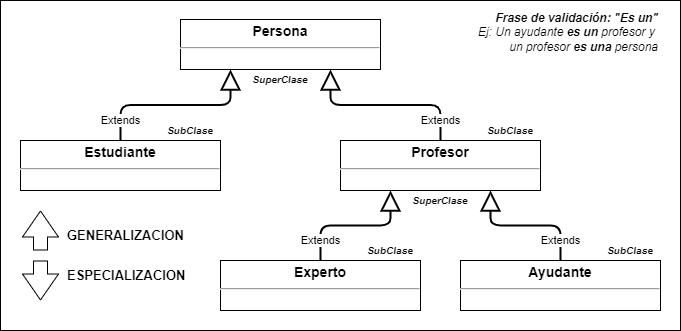 Persona
Frase de validación: "Es un"
Ej: Un ayudante es un profesor y
un profesor es una persona
SuperClase
Extends
Extends
SubClase
SubClase
Estudiante
Profesor
SuperClase
GENERALIZACION
Extends
Extends
SubClase
SubClase
ESPECIALIZACION
Experto
Ayudante